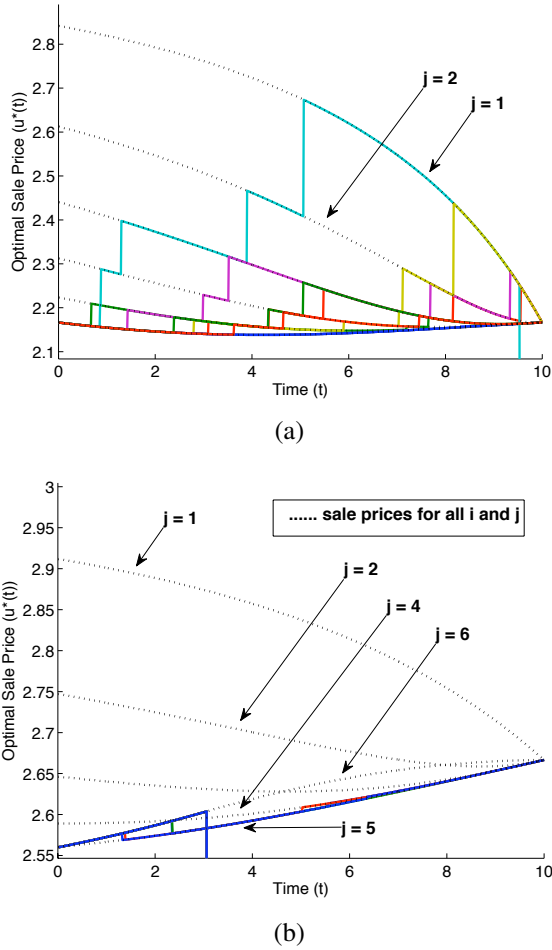 2.8
2.7
2.6
2.5
2.4
2.3
2.2
2.1
Optimal Sale Price (u*(t))
j = 2
j = 1
0
2
4
6
8
10
Time (t)
(a)
3
2.95
2.9
2.85
2.8
2.75
2.7
2.65
2.6
2.55
Optimal Sale Price (u*(t))
...... sale prices for all i and j
j = 1
j = 2
j = 4
j = 6
j = 5
0
2
4
6
8
10
Time (t)
(b)